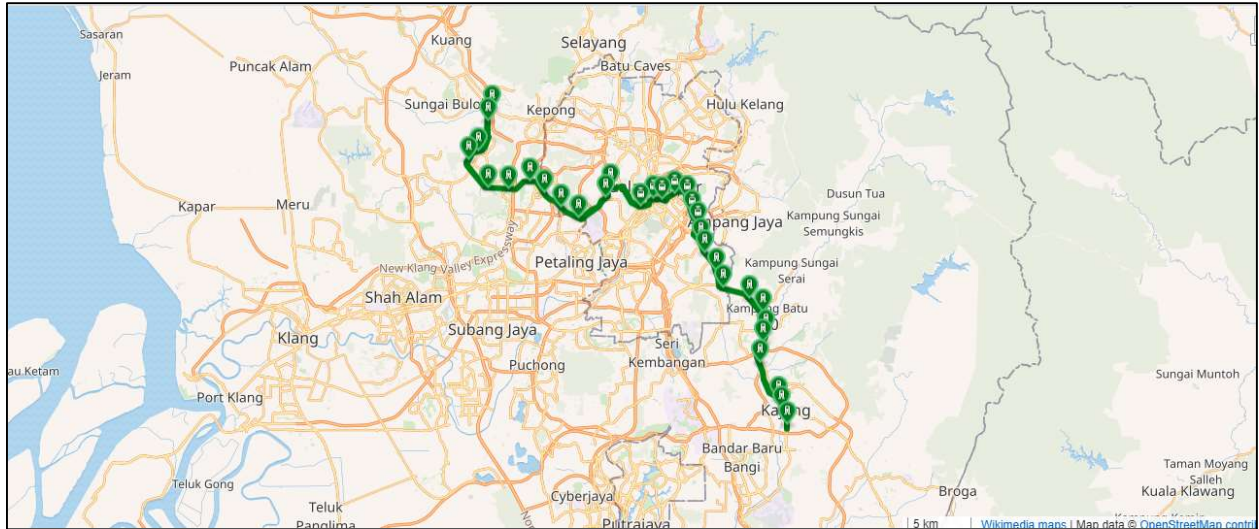 Sasaran
Kuang
Selayang
Puncak Alam
Batu Caves
Jeram
Kepong
Sungai Bulo
Hulu Kelang
Dusun Tua
Kapar
Meru
Kampung Sungai
Semungkis
pang Jaya
New Klang Valley Expressway
Petaling Jaya
Kampung Sungai
Serai
Shah Alam
Kampung Batu
Subang Jaya
Klang
Seri
Kembangan
Puchong
au Ketam
Sungai Muntoh
Port Klang
Kajang
Bandar Baru
Bangi
Taman Moyang
Salleh
Teluk Gong
Cyberjaya
Broga
Kuala Klawang
Teluk
Panglima
Putrajaya
5 km
Wikimedia maps | Map data © OpenStreetMap contri